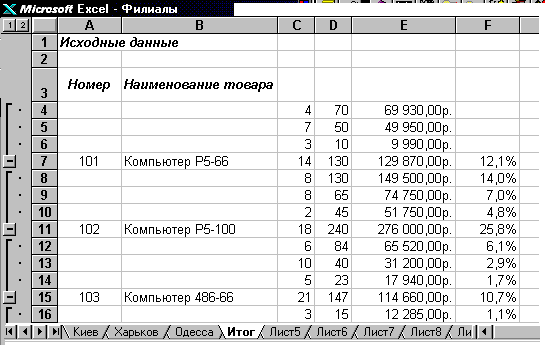 Microsoft Excel - Филиалы
1 2 A B C D E F
1 Исходные данные
2
3 Номер Наименование товара
4 4 70 69 930,00р.
5 7 50 49 950,00р.
6 3 10 9 990,00р.
7 101 Компьютер P5-66 14 130 129 870,00р. 12,1%
8 8 130 149 500,00р. 14,0%
9 8 65 74 750,00р. 7,0%
10 2 45 51 750,00р. 4,8%
11 102 Компьютер P5-100 18 240 276 000,00р. 25,8%
12 6 84 65 520,00р. 6,1%
13 10 40 31 200,00р. 2,9%
14 5 23 17 940,00р. 1,7%
15 103 Компьютер 486-66 21 147 114 660,00р. 10,7%
16 3 15 12 285,00р. 1,1%
Киев Харьков Одесса Итог Лист5 Лист6 Лист7 Лист8 Ли